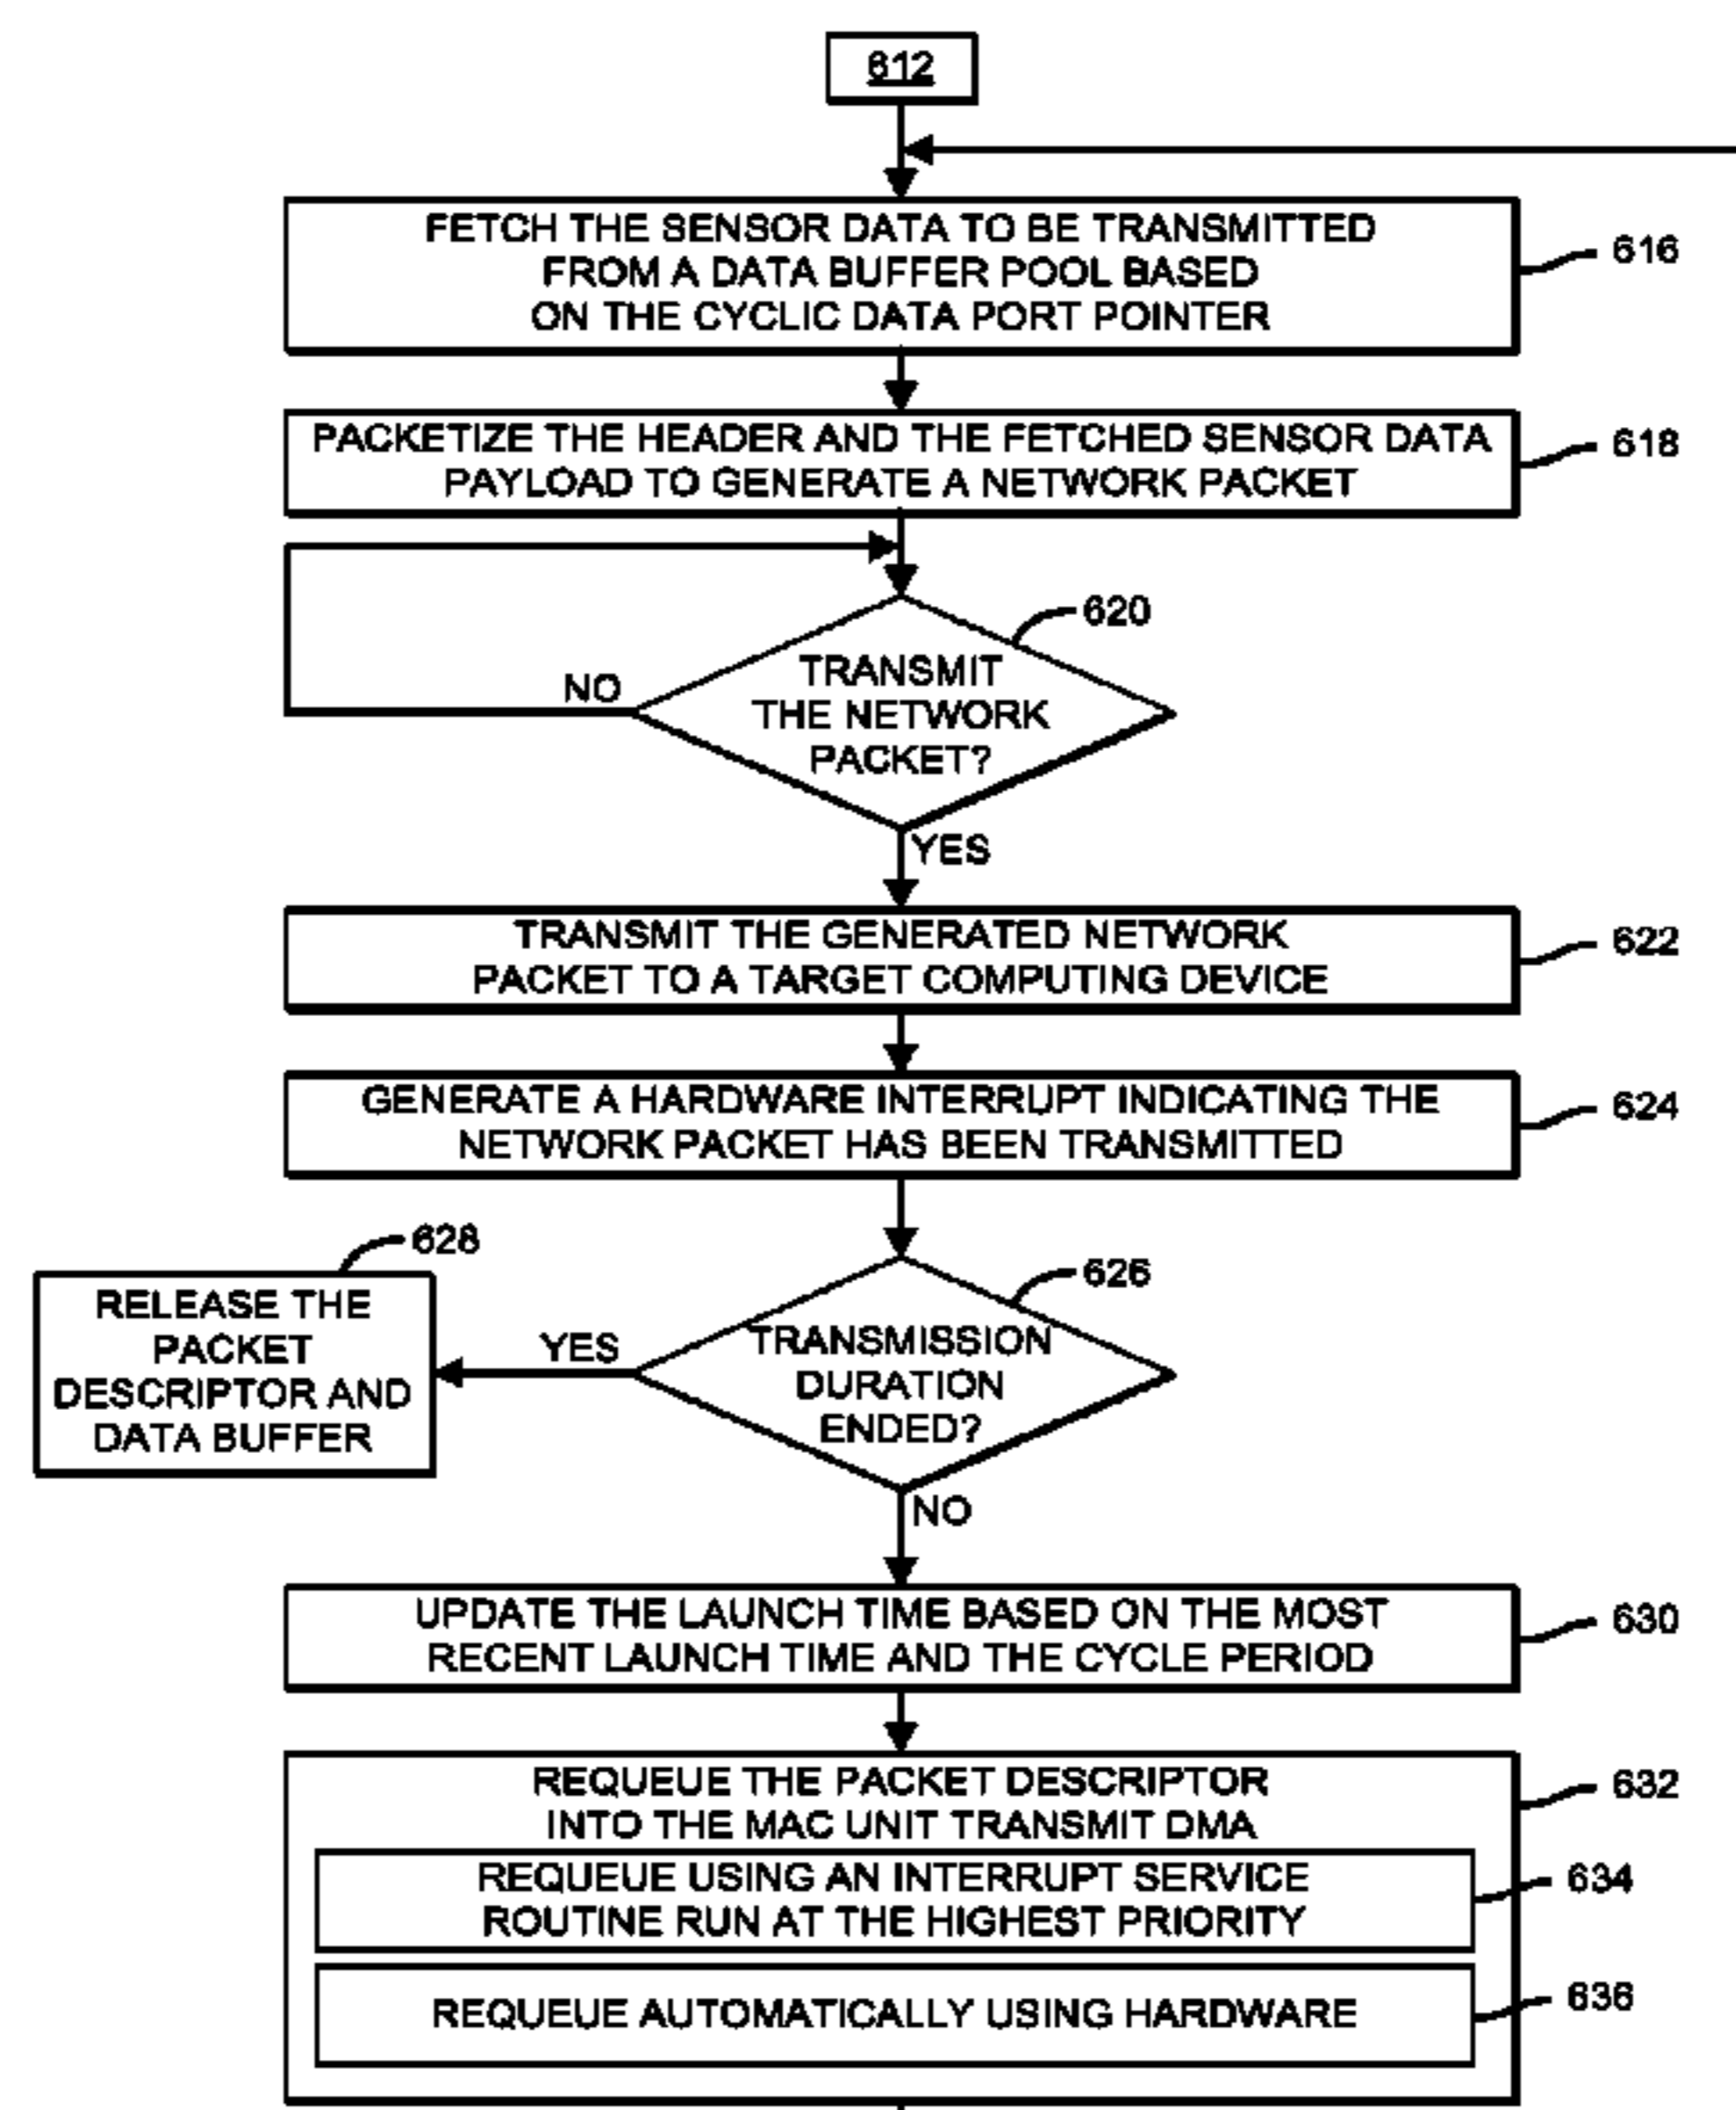 612
FETCH THE SENSOR DATA TO BE TRANSMITTED
FROM A DATA BUFFER POOL BASED
ON THE CYCLIC DATA PORT POINTER
616
PACKETIZE THE HEADER AND THE FETCHED SENSOR DATA
PAYLOAD TO GENERATE A NETWORK PACKET
618
620
TRANSMIT
THE NETWORK
PACKET?
NO
YES
TRANSMIT THE GENERATED NETWORK
PACKET TO A TARGET COMPUTING DEVICE
622
GENERATE A HARDWARE INTERRUPT INDICATING THE
NETWORK PACKET HAS BEEN TRANSMITTED
624
626
TRANSMISSION
DURATION
ENDED?
YES
628
RELEASE THE
PACKET
DESCRIPTOR AND
DATA BUFFER
NO
UPDATE THE LAUNCH TIME BASED ON THE MOST
RECENT LAUNCH TIME AND THE CYCLE PERIOD
630
REQUEUE THE PACKET DESCRIPTOR
INTO THE MAC UNIT TRANSMIT DMA
632
REQUEUE USING AN INTERRUPT SERVICE
ROUTINE RUN AT THE HIGHEST PRIORITY
634
REQUEUE AUTOMATICALLY USING HARDWARE
636